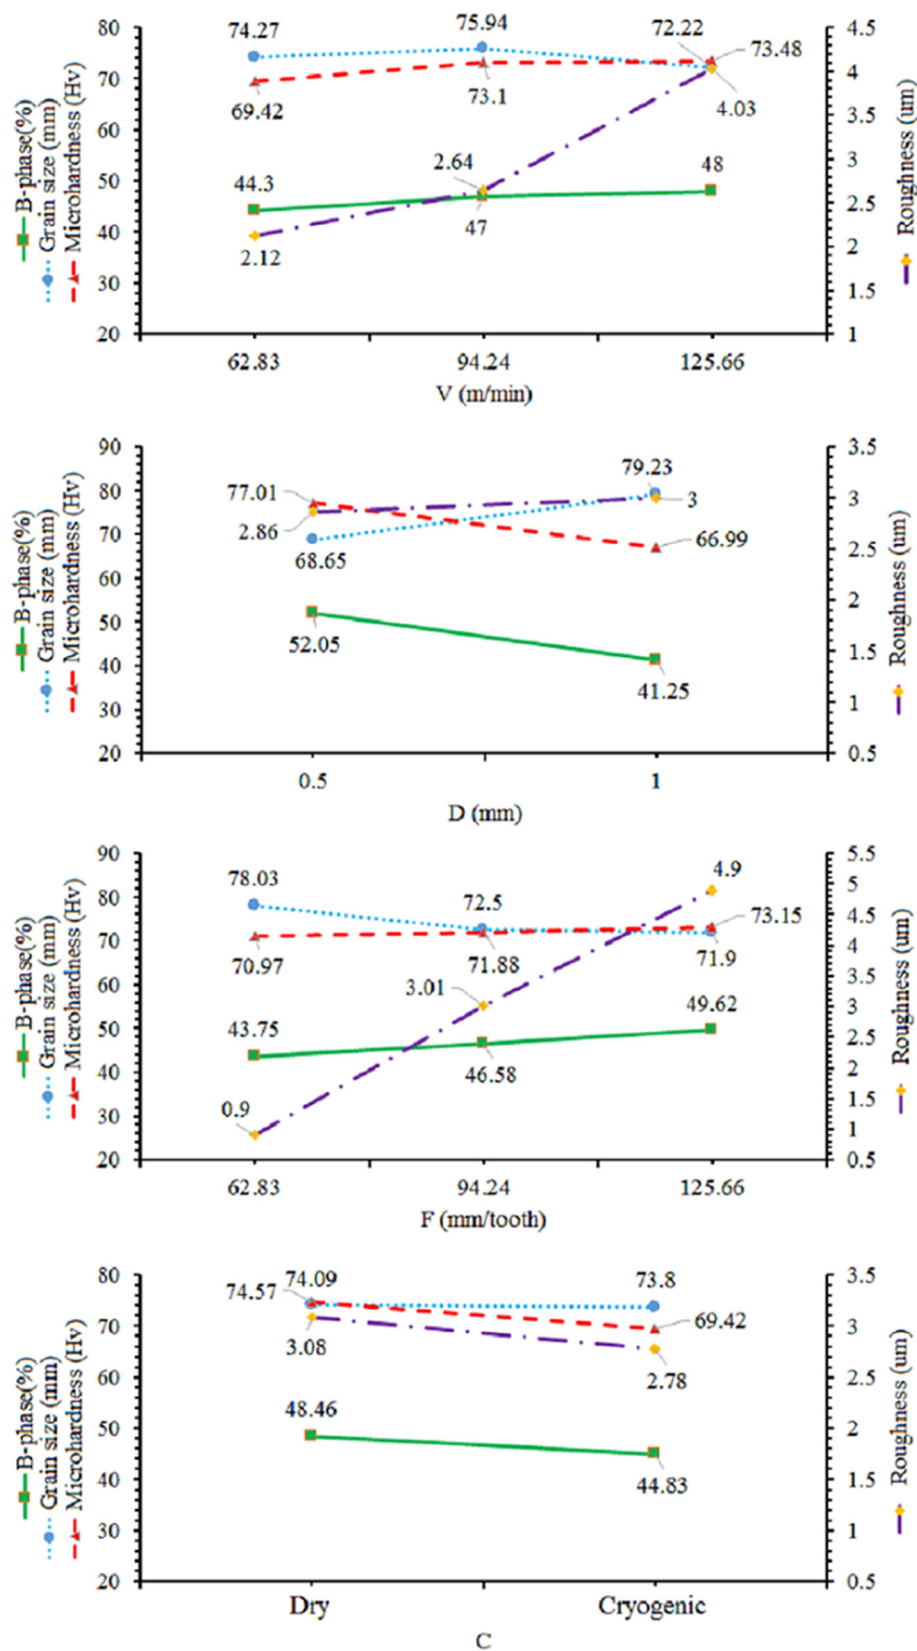 80 74.27 75.94 72.22 4.5
73.48
70 4
69.42 73.1 4.03
3.5
60
2.64 48 3
50 44.3
2.5
40 47
2.12 2
30 1.5
20 1
62.83 94.24 125.66
V (m/min)
B-phase(%)
Grain size (mm)
Microhardness (Hv)
Roughness (um)
90 3.5
79.23
80 77.01 3
3
70 2.86 66.99 2.5
68.65
60
2
50 52.05
1.5
40 41.25
1
30
20 0.5
0.5 1
D (mm)
B-phase(%)
Grain size (mm)
Microhardness (Hv)
Roughness (um)
90 4.9 5.5
78.03 5
80 72.5
73.15 4.5
70 4
70.97 71.88 71.9
60 3.01 3.5
49.62 3
50 43.75
2.5
40 46.58 2
30 0.9 1.5
1
20 0.5
62.83 94.24 125.66
F (mm/tooth)
B-phase(%)
Grain size (mm)
Microhardness (Hv)
Roughness (um)
80 74.57 74.09 73.8 3.5
70 69.42 3
3.08 2.78
60 2.5
50 48.46 2
40 44.83 1.5
30 1
20 0.5
Dry Cryogenic
C
B-phase(%)
Grain size (mm)
Microhardness (Hv)
Roughness (um)